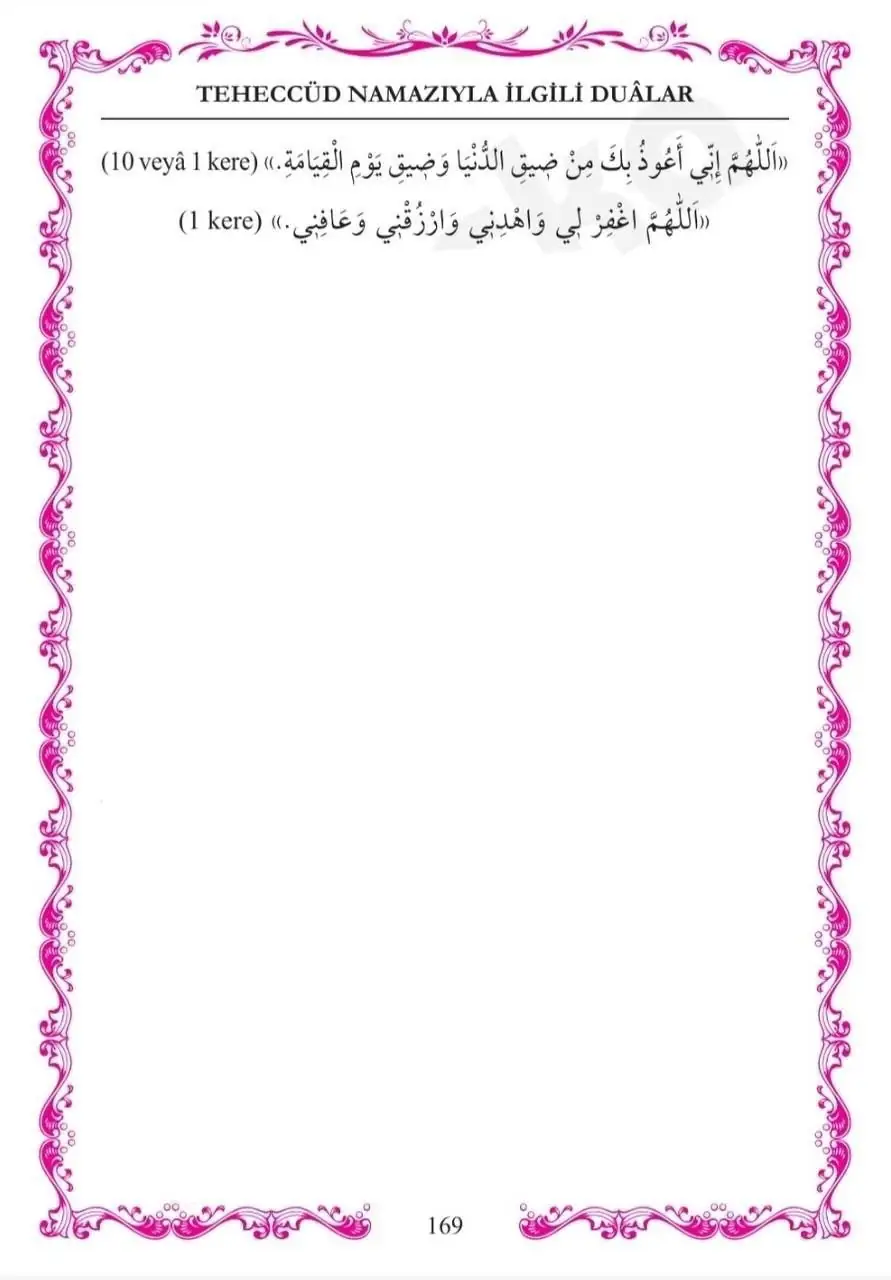 TEHECCÜD NAMAZIYLA İLGİLİ DUÂLAR
«اَللّٰهُمَّ إِنّ۪ي أَعُوذُ بِكَ مِنْ ض۪يقِ الدُّنْيَا وَض۪يقِ يَوْمِ الْقِيَامَةِ.» (10 veyâ 1 kere)
«اَللّٰهُمَّ اغْفِرْ ل۪ي وَاهْدِن۪ي وَارْزُقْن۪ي وَعَافِن۪ي.» (1 kere)
169